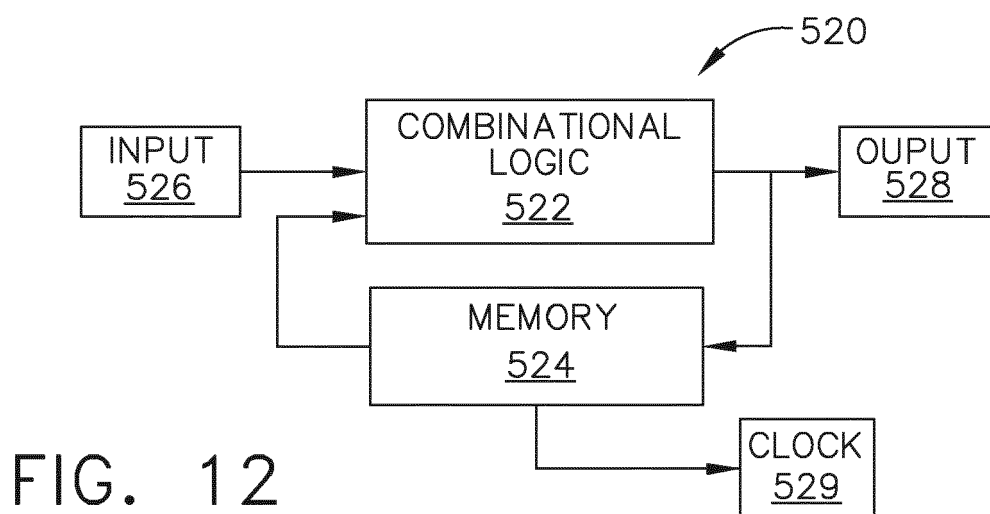 520
INPUT
526
COMBINATIONAL
LOGIC
522
OUPUT
528
MEMORY
524
CLOCK
529
FIG. 12